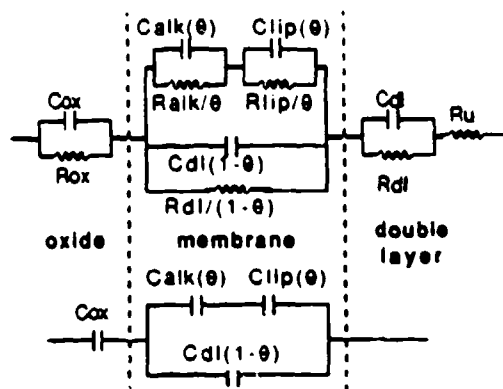 Calk(θ) Clip(θ)
Ralk/θ Rlip/θ
Cox Cdl Ru
Cdl(1-θ)
Rox Rdl
Rdl/(1-θ)
oxide membrane double
layer
Calk(θ) Clip(θ)
Cox
Cdl(1-θ)